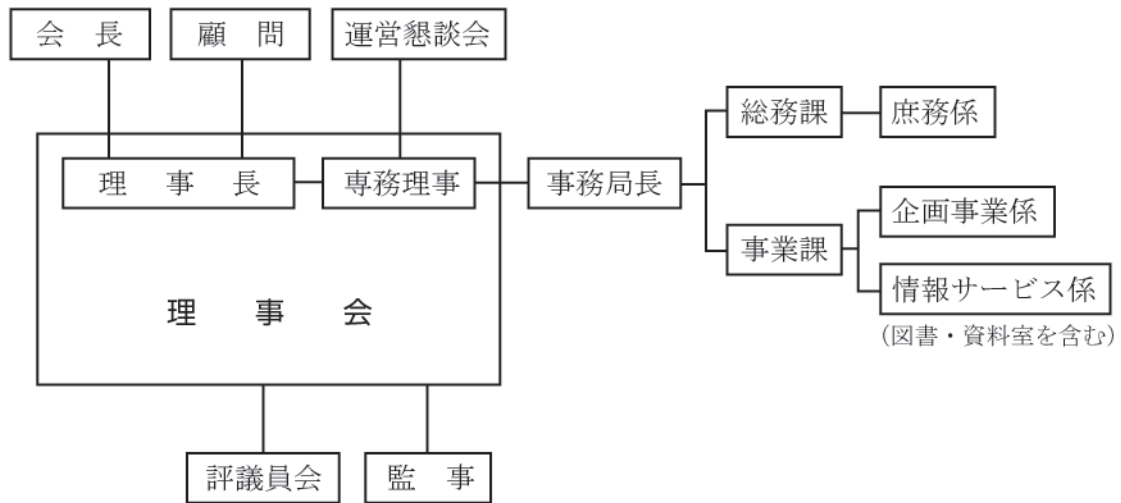 会長
顧問
運営懇談会
理事長
専務理事
事務局長
総務課
庶務係
事業課
企画事業係
情報サービス係
(図書・資料室を含む)
理事会
評議員会
監事